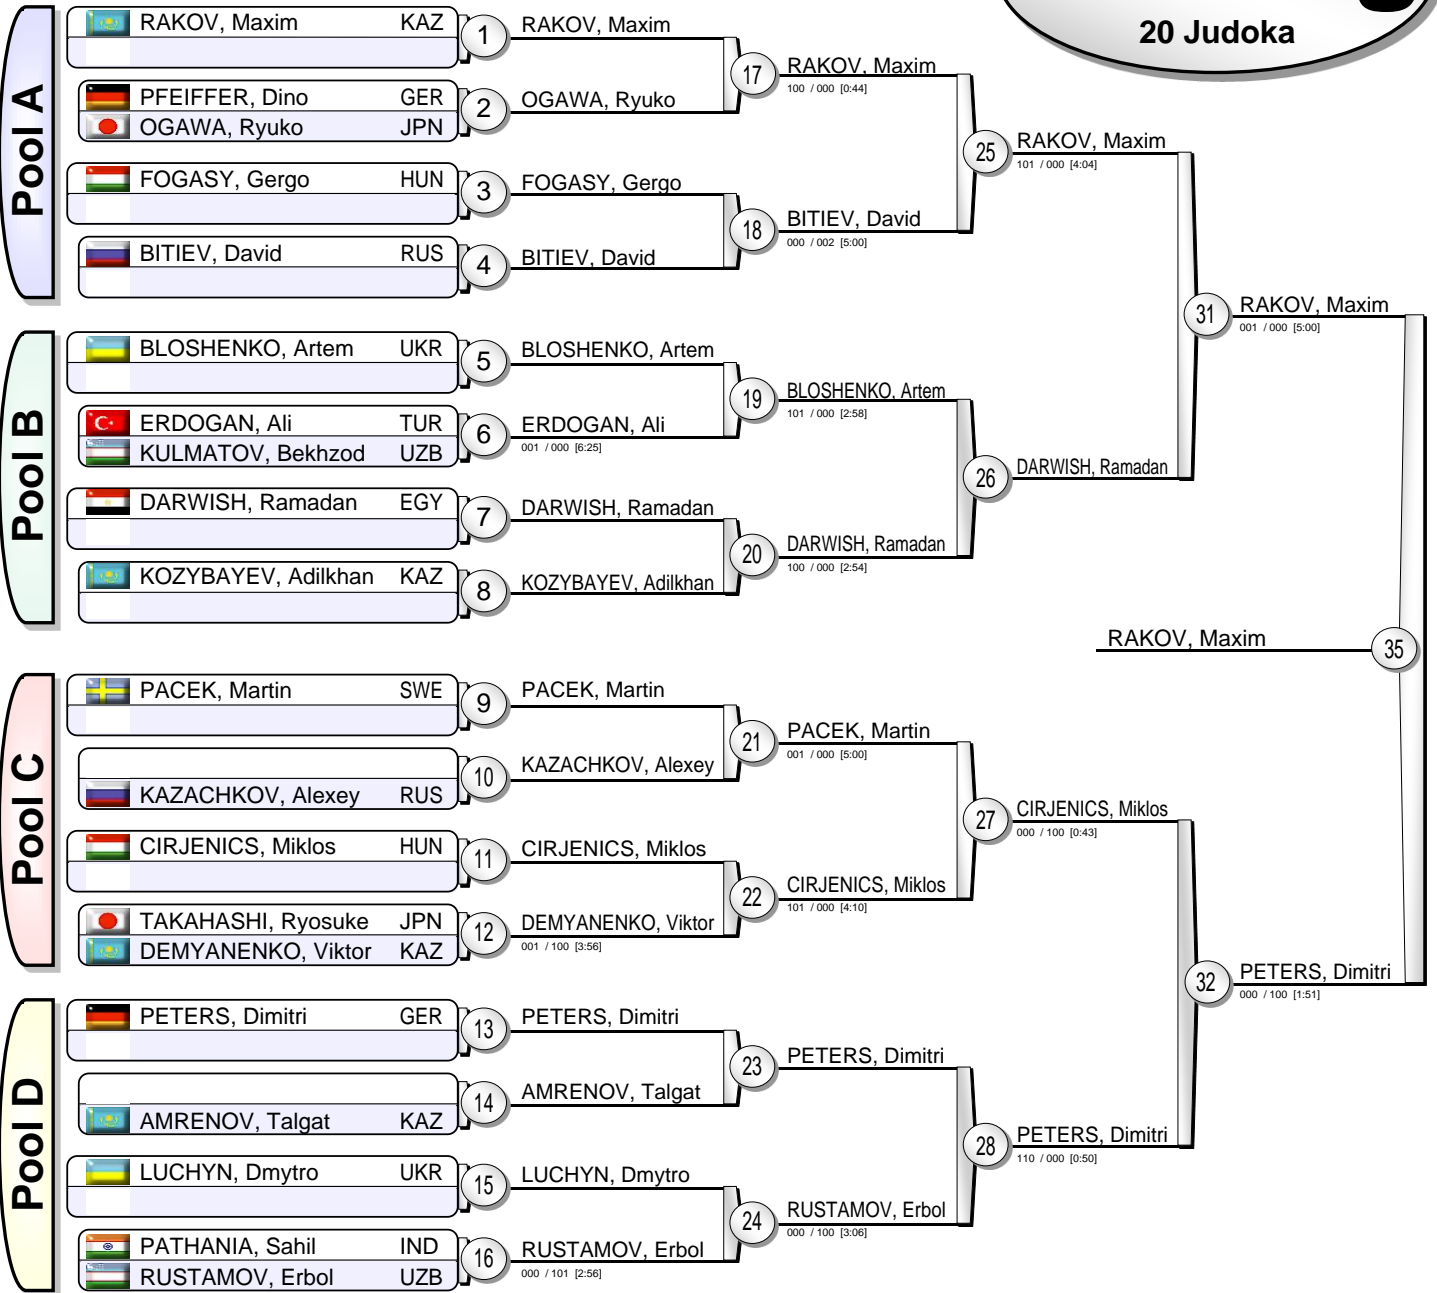 20 Judoka
Pool A
RAKOV, Maxim KAZ
1
RAKOV, Maxim
PFEIFFER, Dino GER
OGAWA, Ryuko JPN
2
OGAWA, Ryuko
17
RAKOV, Maxim
100 / 000 [0:44]
FOGASY, Gergo HUN
3
FOGASY, Gergo
BITIEV, David RUS
4
BITIEV, David
18
BITIEV, David
000 / 002 [5:00]
25
RAKOV, Maxim
101 / 000 [4:04]
Pool B
BLOSHENKO, Artem UKR
5
BLOSHENKO, Artem
ERDOGAN, Ali TUR
KULMATOV, Bekhzod UZB
6
ERDOGAN, Ali
001 / 000 [6:25]
19
BLOSHENKO, Artem
101 / 000 [2:58]
DARWISH, Ramadan EGY
7
DARWISH, Ramadan
KOZYBAYEV, Adilkhan KAZ
8
KOZYBAYEV, Adilkhan
20
DARWISH, Ramadan
100 / 000 [2:54]
26
DARWISH, Ramadan
31
RAKOV, Maxim
001 / 000 [5:00]
RAKOV, Maxim
35
Pool C
PACEK, Martin SWE
9
PACEK, Martin
KAZACHKOV, Alexey RUS
10
KAZACHKOV, Alexey
21
PACEK, Martin
001 / 000 [5:00]
CIRJENICS, Miklos HUN
11
CIRJENICS, Miklos
TAKAHASHI, Ryosuke JPN
DEMYANENKO, Viktor KAZ
12
DEMYANENKO, Viktor
001 / 100 [3:56]
22
CIRJENICS, Miklos
101 / 000 [4:10]
27
CIRJENICS, Miklos
000 / 100 [0:43]
Pool D
PETERS, Dimitri GER
13
PETERS, Dimitri
AMRENOV, Talgat KAZ
14
AMRENOV, Talgat
23
PETERS, Dimitri
LUCHYN, Dmytro UKR
15
LUCHYN, Dmytro
PATHANIA, Sahil IND
RUSTAMOV, Erbol UZB
16
RUSTAMOV, Erbol
000 / 101 [2:56]
24
RUSTAMOV, Erbol
000 / 100 [3:06]
28
PETERS, Dimitri
110 / 000 [0:50]
32
PETERS, Dimitri
000 / 100 [1:51]